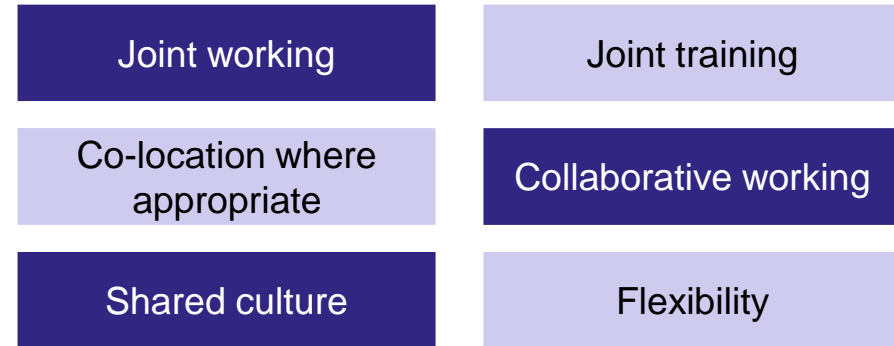 Joint working
Joint training
Co-location where
appropriate
Collaborative working
Shared culture
Flexibility